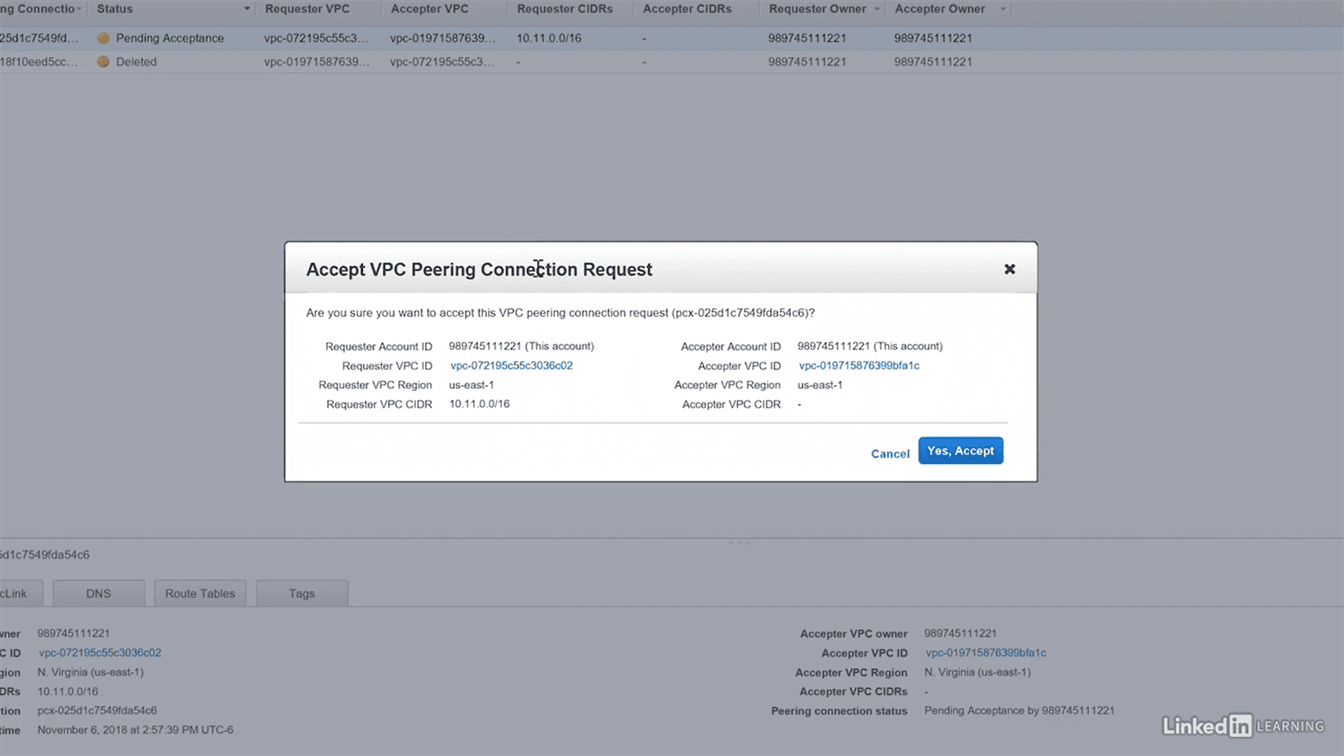 ng Connectio Status Requester VPC Accepter VPC Requester CIDRs Accepter CIDRs Requester Owner Accepter Owner
25d1c7549fd... Pending Acceptance vpc-072195c55c3... vpc-01971587639... 10.11.0.0/16 - 989745111221 989745111221
18f10eed5cc... Deleted vpc-01971587639... vpc-072195c55c3... - - 989745111221 989745111221
Accept VPC Peering Connection Request
Are you sure you want to accept this VPC peering connection request (pcx-025d1c7549fda54c6)?
Requester Account ID 989745111221 (This account) Accepter Account ID 989745111221 (This account)
Requester VPC ID vpc-072195c55c3036c02 Accepter VPC ID vpc-019715876399bfa1c
Requester VPC Region us-east-1 Accepter VPC Region us-east-1
Requester VPC CIDR 10.11.0.0/16 Accepter VPC CIDR -
Cancel Yes, Accept
5d1c7549fda54c6
cLink DNS Route Tables Tags
wner 989745111221 Accepter VPC owner 989745111221
C ID vpc-072195c55c3036c02 Accepter VPC ID vpc-019715876399bfa1c
gion N. Virginia (us-east-1) Accepter VPC Region N. Virginia (us-east-1)
DRs 10.11.0.0/16 Accepter VPC CIDRs -
tion pcx-025d1c7549fda54c6 Peering connection status Pending Acceptance by 989745111221
time November 6, 2018 at 2:57:39 PM UTC-6
LinkedIn LEARNING